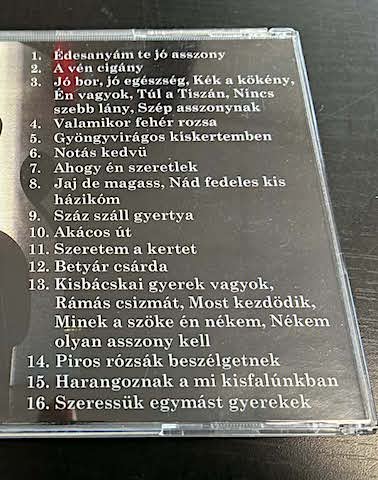 1. Édesanyám te jó asszony
2. A vén cigány
3. Jó bor, jó egészség, Kék a kökény,
Én vagyok, Túl a Tiszán, Nincs
szebb lány, Szép asszonynak
4. Valamikor fehér rozsa
5. Gyöngyvirágos kiskertemben
6. Notás kedvü
7. Ahogy én szeretlek
8. Jaj de magass, Nád fedeles kis
házikóm
9. Száz száll gyertya
10. Akácos út
11. Szeretem a kertet
12. Betyár csárda
13. Kisbácskai gyerek vagyok,
Rámás csizmát, Most kezdödik,
Minek a szöke én nékem, Nékem
olyan asszony kell
14. Piros rózsák beszélgetnek
15. Harangoznak a mi kisfalúnkban
16. Szeressük egymást gyerekek